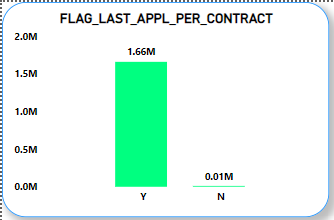 FLAG_LAST_APPL_PER_CONTRACT
2.0M
1.66M
1.5M
1.0M
0.5M
0.01M
0.0M
Y N